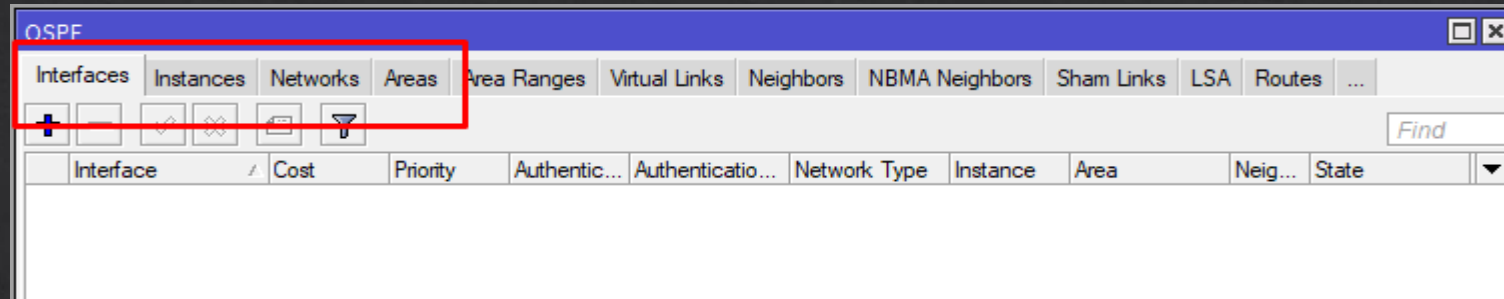 OSPF
Interfaces Instances Networks Areas Area Ranges Virtual Links Neighbors NBMA Neighbors Sham Links LSA Routes ...
Find
Interface Cost Priority Authentic... Authenticatio... Network Type Instance Area Neig... State